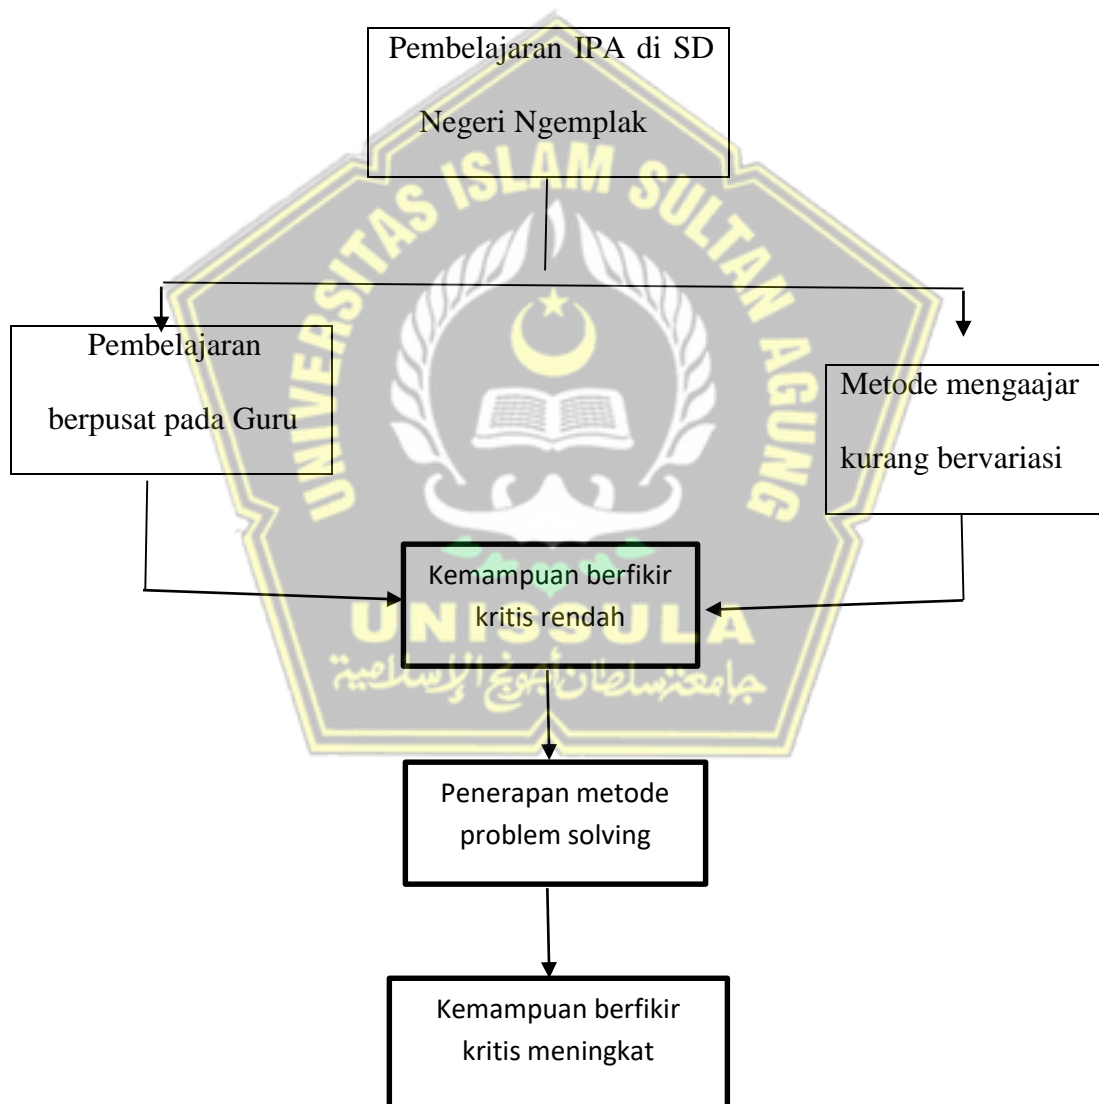 Pembelajaran IPA di SD
Negeri Ngemplak
UNIVERSITAS ISLAM SULTAN AGUNG
Pembelajaran
berpusat pada Guru
Metode mengaajar
kurang bervariasi
Kemampuan berfikir
kritis rendah
UNISSULA
جامعة سلطان أجونج الإسلامية
Penerapan metode
problem solving
Kemampuan berfikir
kritis meningkat